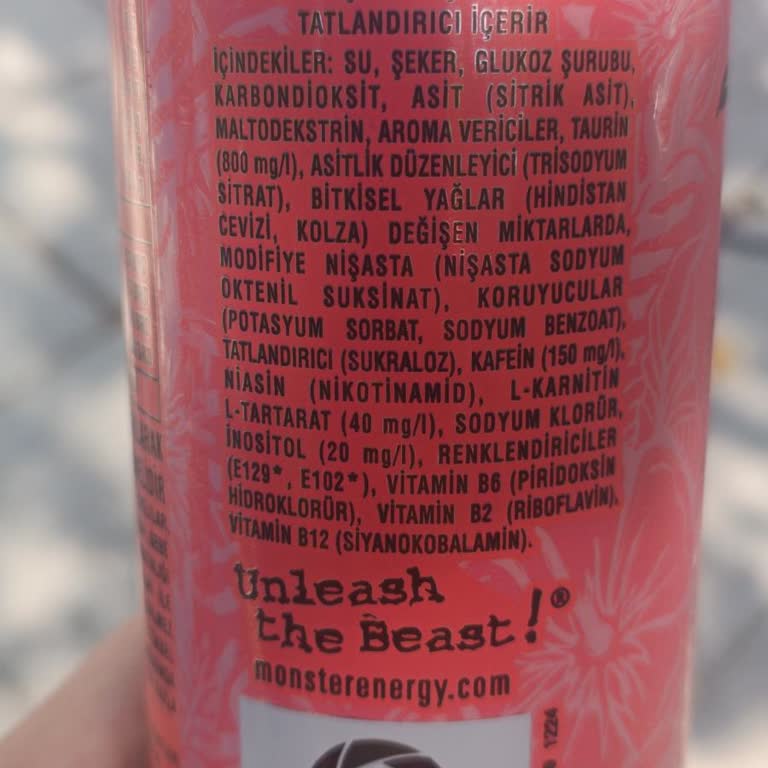 TATLANDIRICI İÇERİR
İÇİNDEKİLER: SU, ŞEKER, GLUKOZ ŞURUBU,
KARBONDİOKSİT, ASİT (SİTRİK ASİT),
MALTODEKSTRİN, AROMA VERİCİLER, TAURİN
(800 mg/l), ASİTLİK DÜZENLEYİCİ (TRİSODYUM
SİTRAT), BİTKİSEL YAĞLAR (HİNDİSTAN
CEVİZİ, KOLZA) DEĞİŞEN MİKTARLARDA,
MODİFİYE NİŞASTA (NİŞASTA SODYUM
ÖKTENİL SUKSİNAT), KORUYUCULAR
(POTASYUM SORBAT, SODYUM BENZOAT),
TATLANDIRICI (SUKRALOZ), KAFEİN (150 mg/l),
NİASİN (NİKOTİNAMİD), L-KARNİTİN
L-TARTARAT (40 mg/l), SODYUM KLORÜR,
İNOSİTOL (20 mg/l), RENKLENDİRİCİLER
(E129*, E102*), VİTAMİN B6 (PİRİDOKSİN
HİDROKLORÜR), VİTAMİN B2 (RİBOFLAVİN),
VİTAMİN B12 (SİYANOKOBALAMİN).
Unleash
the Beast!®
monsterenergy.com
1224